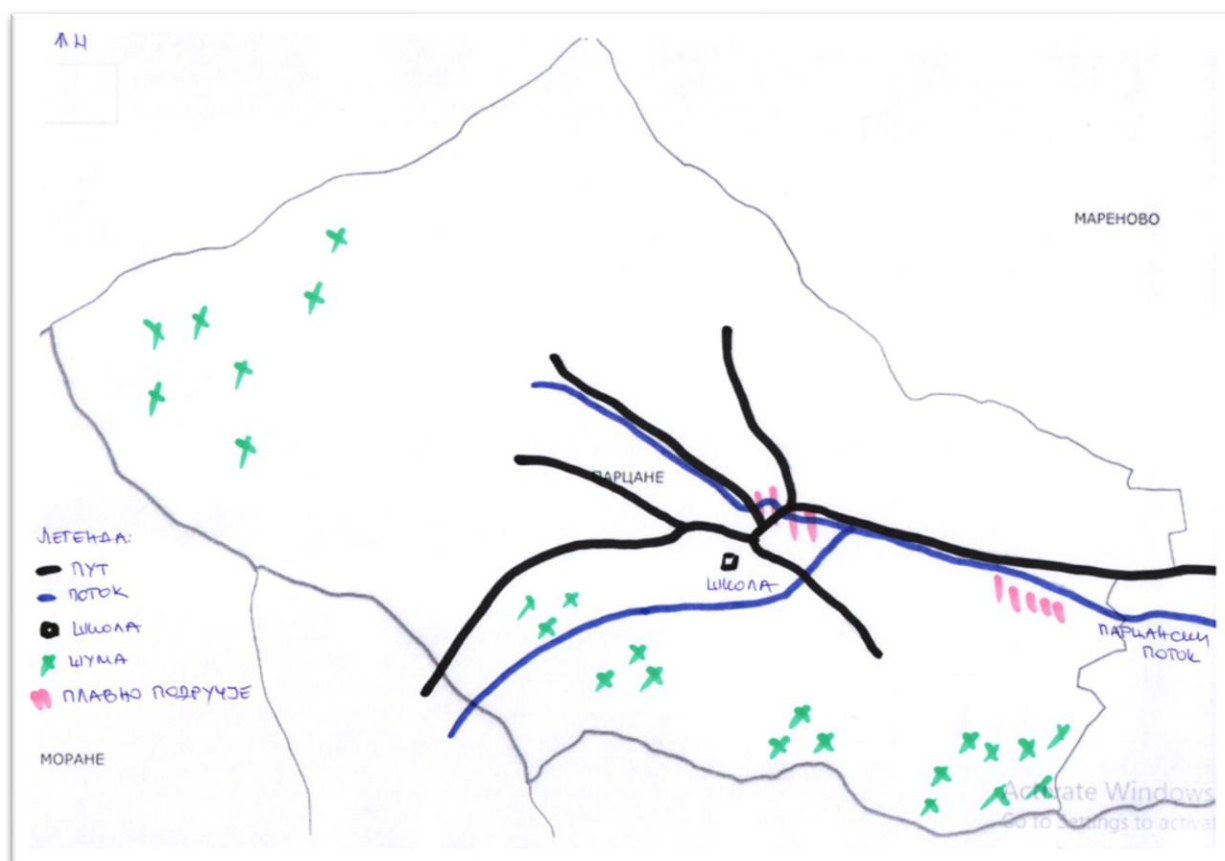 ↑Н
МАРЕНОВО
ПАРЦАНЕ
ШКОЛА
ПАРЦАНСКИ
ПОТОК
ЛЕГЕНДА:
ПУТ
ПОТОК
ШКОЛА
ШУМА
ПЛАВНО ПОДРУЧЈЕ
МОРАНЕ
Activate Windows
Go to Settings to activat